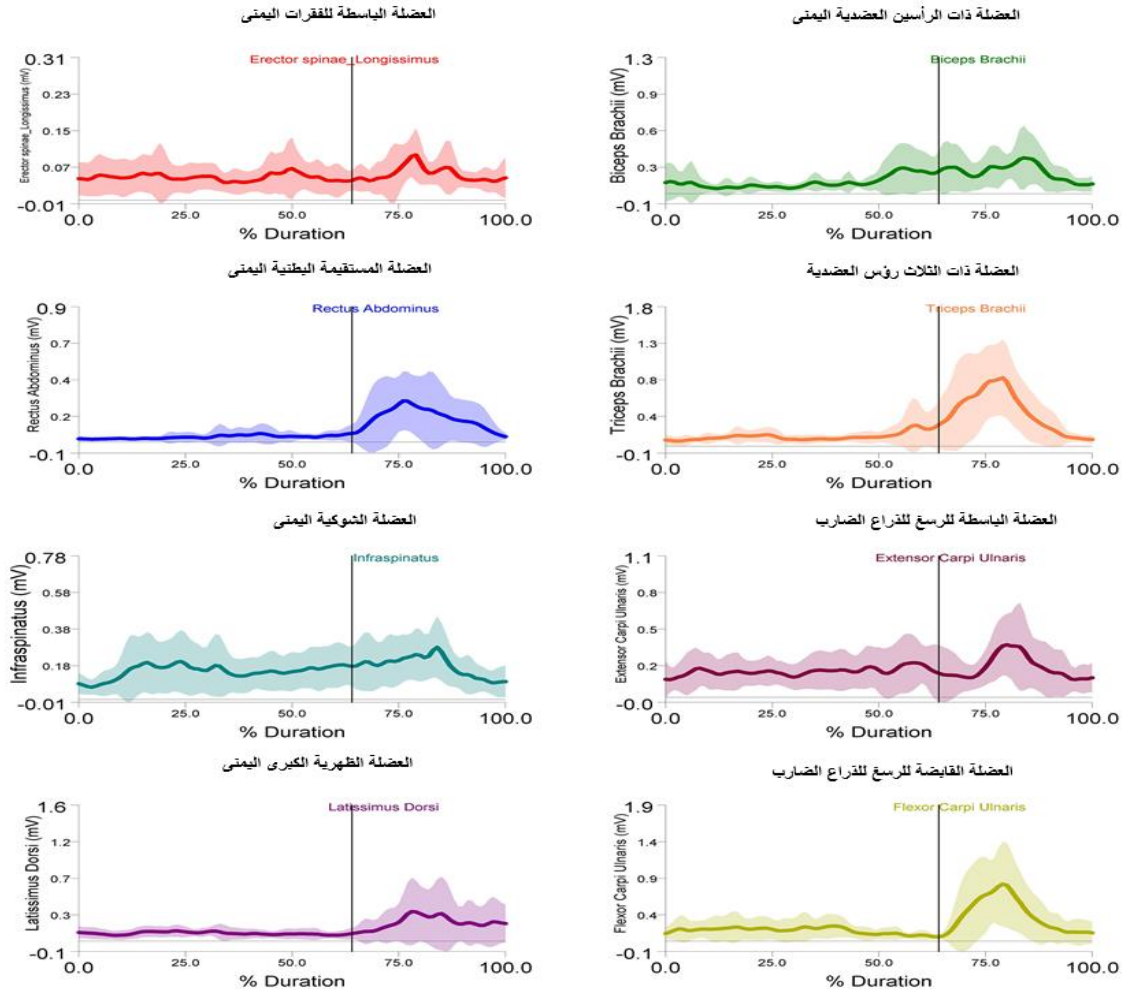 العضلة الباسطة للفقرات اليمنى
Erector spinae_Longissimus
Erector spinae_Longissimus (mV)
0.31
0.23
0.15
0.07
-0.01
0.0
25.0
50.0
75.0
100.0
% Duration
العضلة ذات الرأسين العضدية اليمنى
Biceps Brachii
Biceps Brachii (mV)
1.3
0.9
0.6
0.3
-0.1
0.0
25.0
50.0
75.0
100.0
% Duration
العضلة المستقيمة البطنية اليمنى
Rectus Abdominus
Rectus Abdominus (mV)
0.9
0.7
0.4
0.2
-0.1
0.0
25.0
50.0
75.0
100.0
% Duration
العضلة ذات الثلاث رؤس العضدية
Triceps Brachii
Triceps Brachii (mV)
1.8
1.3
0.8
0.4
-0.1
0.0
25.0
50.0
75.0
100.0
% Duration
العضلة الشوكية اليمنى
Infraspinatus
Infraspinatus (mV)
0.78
0.58
0.38
0.18
-0.01
0.0
25.0
50.0
75.0
100.0
% Duration
العضلة الباسطة للرسغ للذراع الضارب
Extensor Carpi Ulnaris
Extensor Carpi Ulnaris (mV)
1.1
0.8
0.5
0.2
-0.0
0.0
25.0
50.0
75.0
100.0
% Duration
العضلة الظهرية الكبرى اليمنى
Latissimus Dorsi
Latissimus Dorsi (mV)
1.6
1.2
0.7
0.3
-0.1
0.0
25.0
50.0
75.0
100.0
% Duration
العضلة القابضة للرسغ للذراع الضارب
Flexor Carpi Ulnaris
Flexor Carpi Ulnaris (mV)
1.9
1.4
0.9
0.4
-0.1
0.0
25.0
50.0
75.0
100.0
% Duration